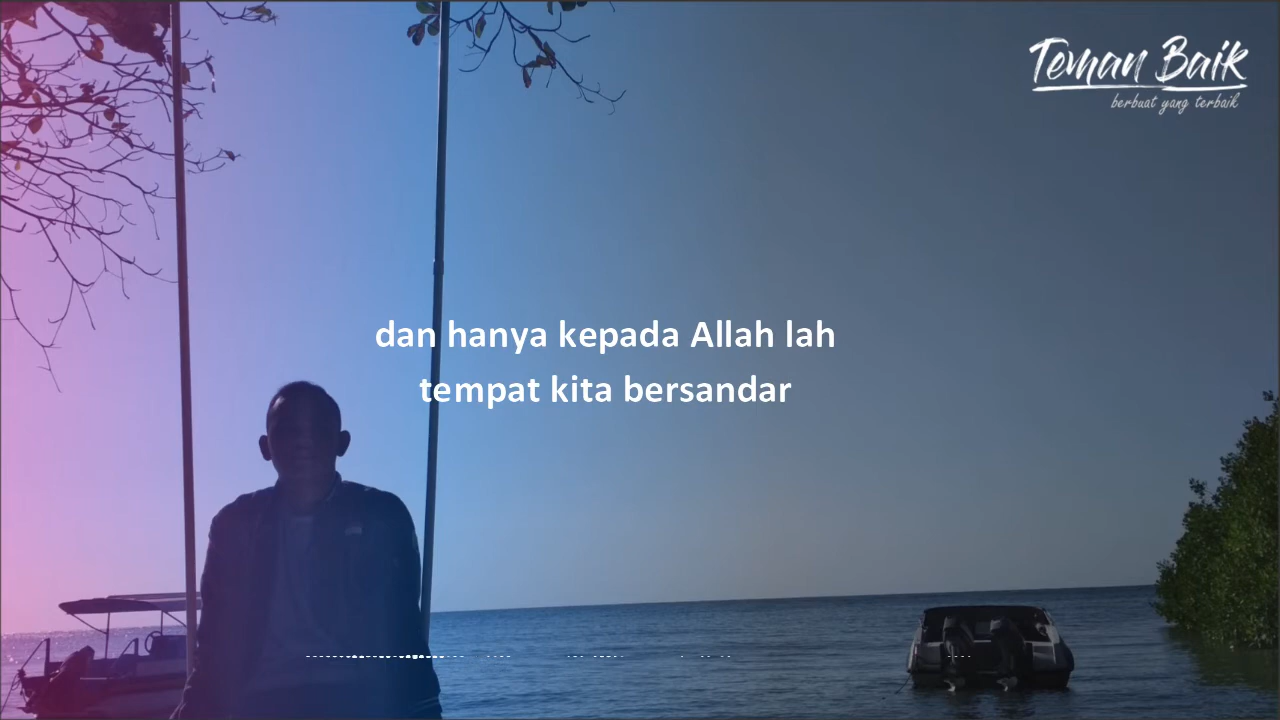 Teman Baik
berbuat yang terbaik
dan hanya kepada Allah lah
tempat kita bersandar